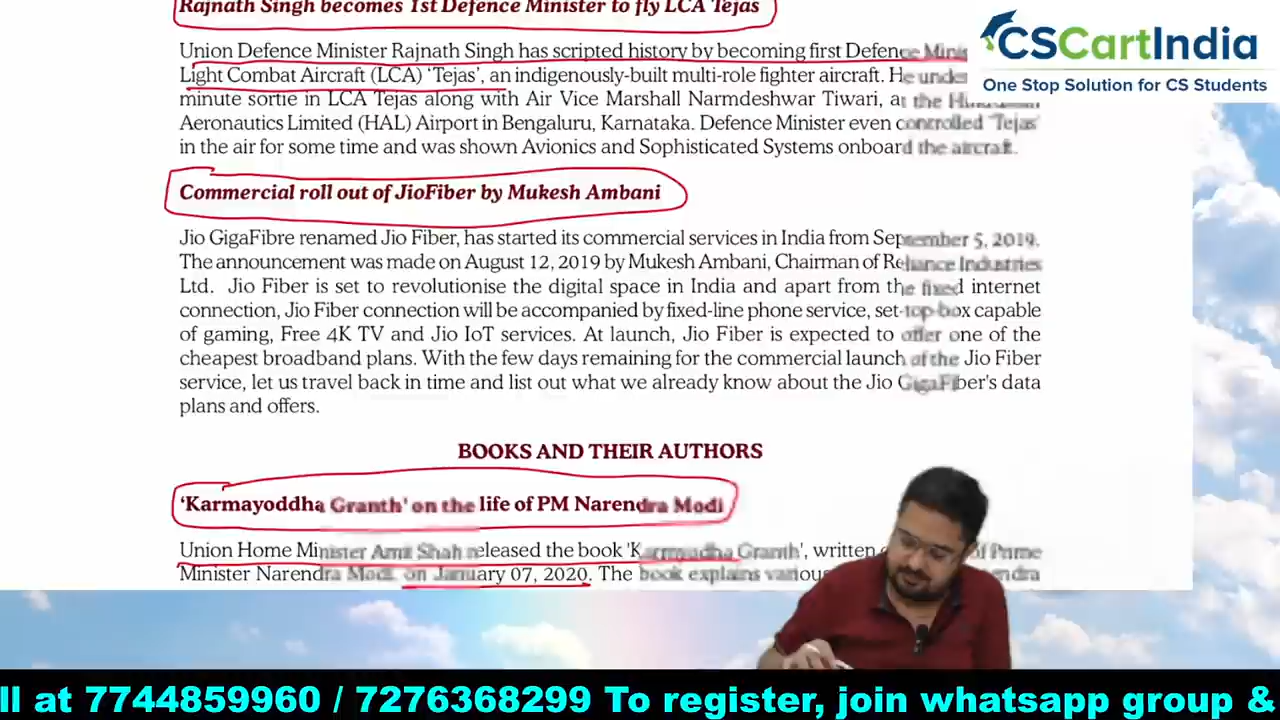 Rajnath Singh becomes 1st Defence Minister to fly LCA Tejas
CSCartIndia
One Stop Solution for CS Students
Union Defence Minister Rajnath Singh has scripted history by becoming first Defence Minis
Light Combat Aircraft (LCA) ‘Tejas’, an indigenously-built multi-role fighter aircraft. He under
minute sortie in LCA Tejas along with Air Vice Marshall Narmdeshwar Tiwari, at the
Aeronautics Limited (HAL) Airport in Bengaluru, Karnataka. Defence Minister even controlled 'Tejas'
in the air for some time and was shown Avionics and Sophisticated Systems onboard the aircraft.
Commercial roll out of JioFiber by Mukesh Ambani
Jio GigaFibre renamed Jio Fiber, has started its commercial services in India from September 5, 2019.
The announcement was made on August 12, 2019 by Mukesh Ambani, Chairman of Reliance Industries
Ltd. Jio Fiber is set to revolutionise the digital space in India and apart from the fixed internet
connection, Jio Fiber connection will be accompanied by fixed-line phone service, set-top-box capable
of gaming, Free 4K TV and Jio IoT services. At launch, Jio Fiber is expected to offer one of the
cheapest broadband plans. With the few days remaining for the commercial launch of the Jio Fiber
service, let us travel back in time and list out what we already know about the Jio GigaFiber's data
plans and offers.
BOOKS AND THEIR AUTHORS
‘Karmayoddha Granth’ on the life of PM Narendra Modi
Union Home Minister Amit Shah released the book 'Karmyodha Granth', written of Prime
Minister Narendra Modi, on January 07, 2020. The book explains various ndra
ll at 7744859960 / 7276368299 To register, join whatsapp group &